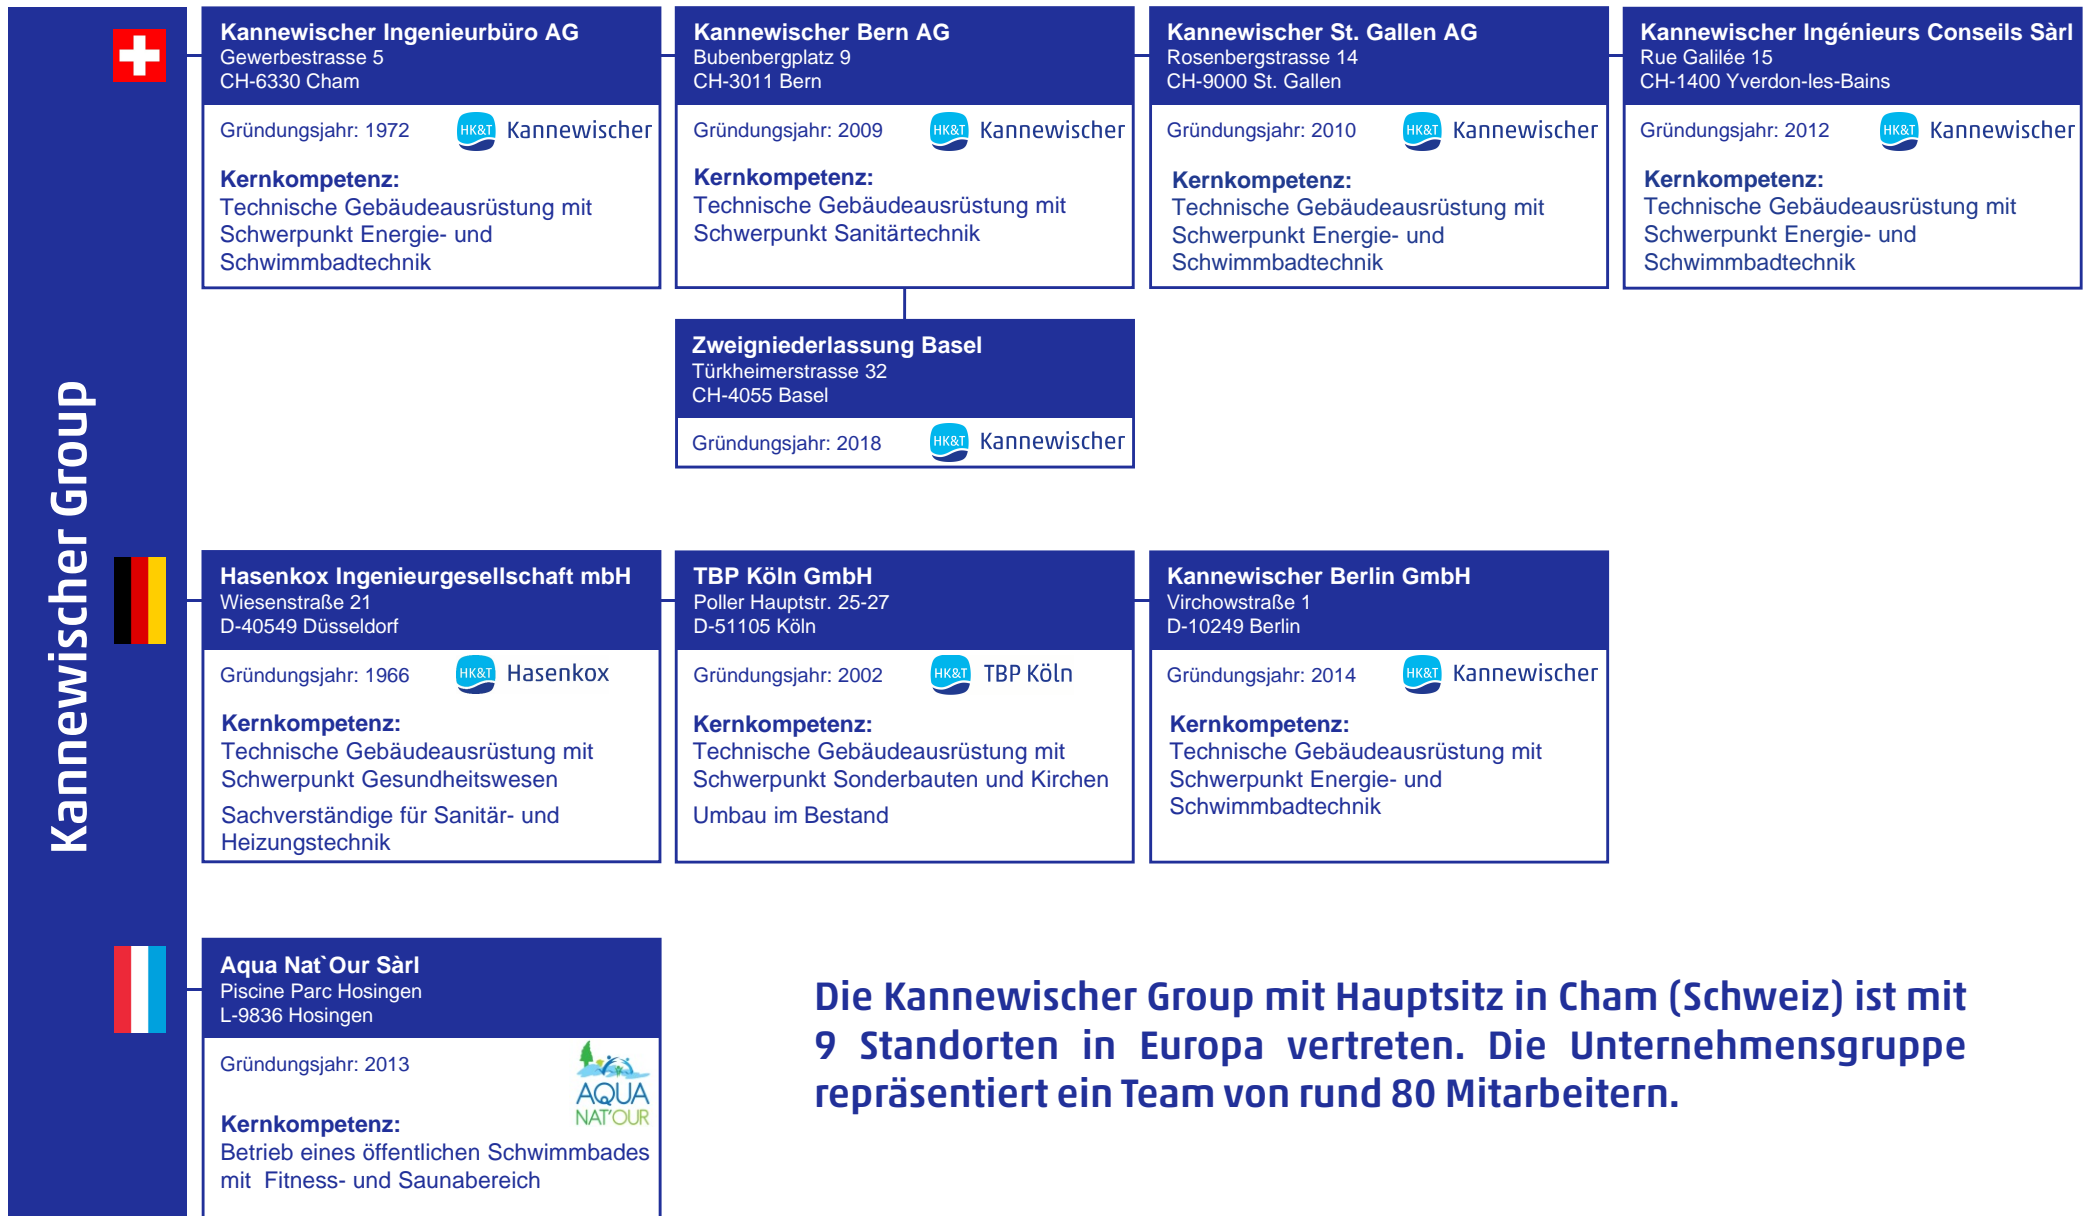 Kannewischer Group
Kannewischer Ingenieurbüro AG
Gewerbestrasse 5
CH-6330 Cham
Gründungsjahr: 1972
HK&T Kannewischer
Kernkompetenz:
Technische Gebäudeausrüstung mit
Schwerpunkt Energie- und
Schwimmbadtechnik
Kannewischer Bern AG
Bubenbergplatz 9
CH-3011 Bern
Gründungsjahr: 2009
HK&T Kannewischer
Kernkompetenz:
Technische Gebäudeausrüstung mit
Schwerpunkt Sanitärtechnik
Kannewischer St. Gallen AG
Rosenbergstrasse 14
CH-9000 St. Gallen
Gründungsjahr: 2010
HK&T Kannewischer
Kernkompetenz:
Technische Gebäudeausrüstung mit
Schwerpunkt Energie- und
Schwimmbadtechnik
Kannewischer Ingénieurs Conseils Sàrl
Rue Galilée 15
CH-1400 Yverdon-les-Bains
Gründungsjahr: 2012
HK&T Kannewischer
Kernkompetenz:
Technische Gebäudeausrüstung mit
Schwerpunkt Energie- und
Schwimmbadtechnik
Zweigniederlassung Basel
Türkheimerstrasse 32
CH-4055 Basel
Gründungsjahr: 2018
HK&T Kannewischer
Hasenkox Ingenieurgesellschaft mbH
Wiesenstraße 21
D-40549 Düsseldorf
Gründungsjahr: 1966
HK&T Hasenkox
Kernkompetenz:
Technische Gebäudeausrüstung mit
Schwerpunkt Gesundheitswesen
Sachverständige für Sanitär- und
Heizungstechnik
TBP Köln GmbH
Poller Hauptstr. 25-27
D-51105 Köln
Gründungsjahr: 2002
HK&T TBP Köln
Kernkompetenz:
Technische Gebäudeausrüstung mit
Schwerpunkt Sonderbauten und Kirchen
Umbau im Bestand
Kannewischer Berlin GmbH
Virchowstraße 1
D-10249 Berlin
Gründungsjahr: 2014
HK&T Kannewischer
Kernkompetenz:
Technische Gebäudeausrüstung mit
Schwerpunkt Energie- und
Schwimmbadtechnik
Aqua Nat`Our Sàrl
Piscine Parc Hosingen
L-9836 Hosingen
Gründungsjahr: 2013
AQUA
NAT'OUR
Kernkompetenz:
Betrieb eines öffentlichen Schwimmbades
mit Fitness- und Saunabereich
Die Kannewischer Group mit Hauptsitz in Cham (Schweiz) ist mit
9 Standorten in Europa vertreten. Die Unternehmensgruppe
repräsentiert ein Team von rund 80 Mitarbeitern.